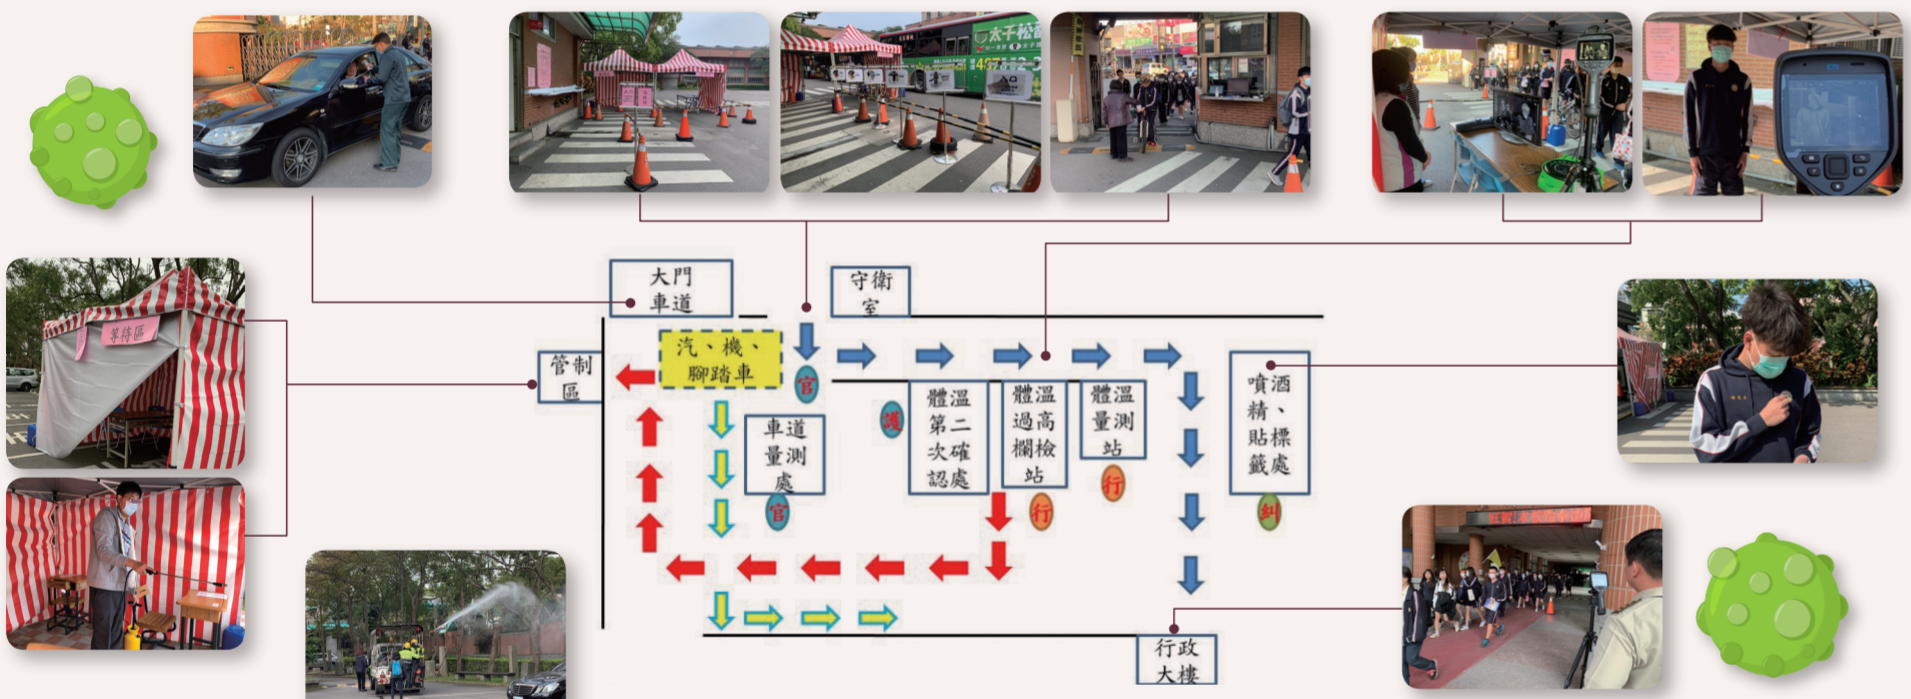 太子松
等待區
大門
車道
守衛
室
汽、機、
腳踏車
管制
區
官
護
車道
量測
處
官
體溫
第二
次確
認處
體溫
過高
攔檢
站
行
體溫
量測
站
行
噴酒
精、
貼標
籤處
糾
行政
大樓